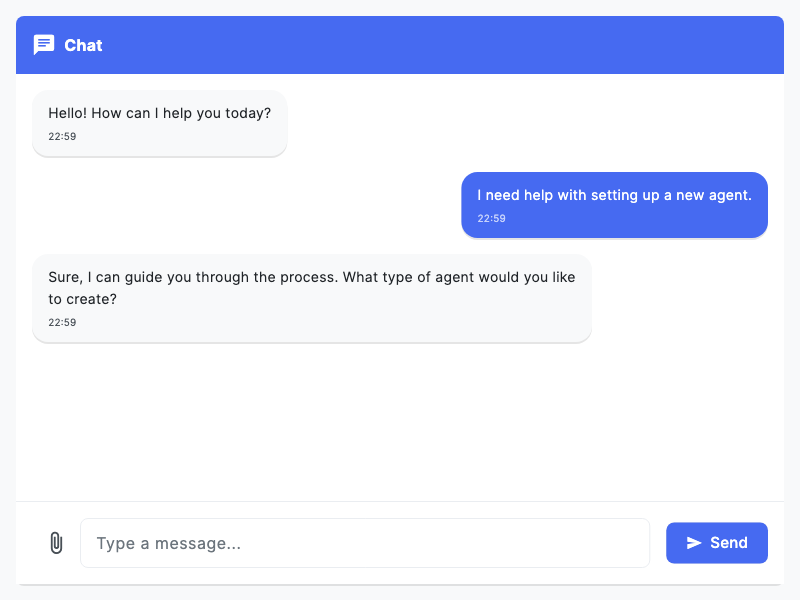 Chat
Hello! How can I help you today?
22:59
I need help with setting up a new agent.
22:59
Sure, I can guide you through the process. What type of agent would you like
to create?
22:59
Type a message...
Send